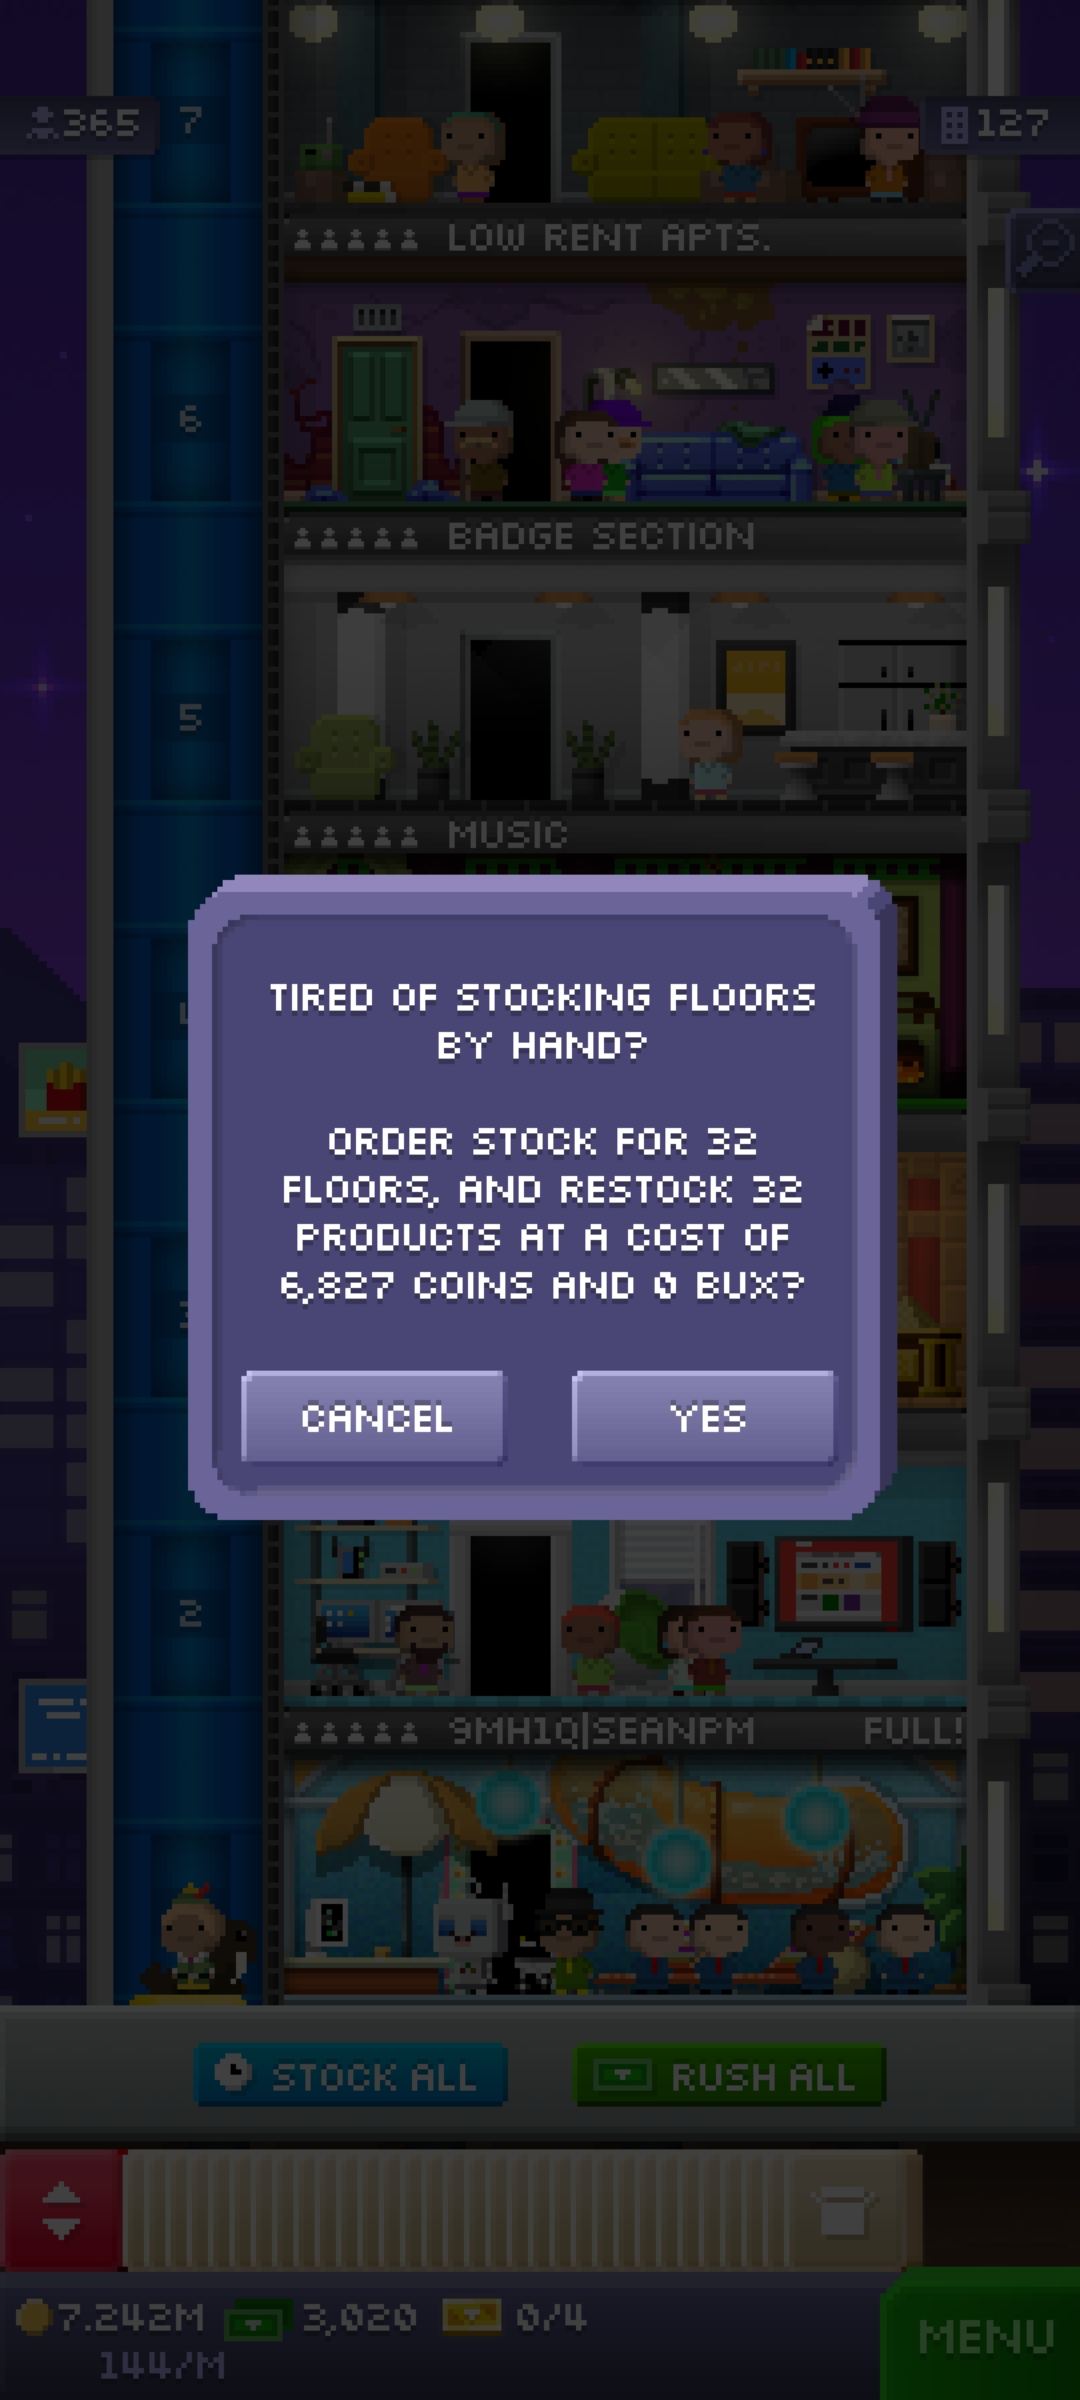 365
7
127
LOW RENT APTS.
6
BADGE SECTION
5
MUSIC
TIRED OF STOCKING FLOORS
BY HAND?
ORDER STOCK FOR 32
FLOORS, AND RESTOCK 32
PRODUCTS AT A COST OF
6,827 COINS AND 0 BUX?
CANCEL
YES
2
9MH1Q|SEANPM
FULL!
STOCK ALL
RUSH ALL
7.242M
3,020
0/4
144/M
MENU